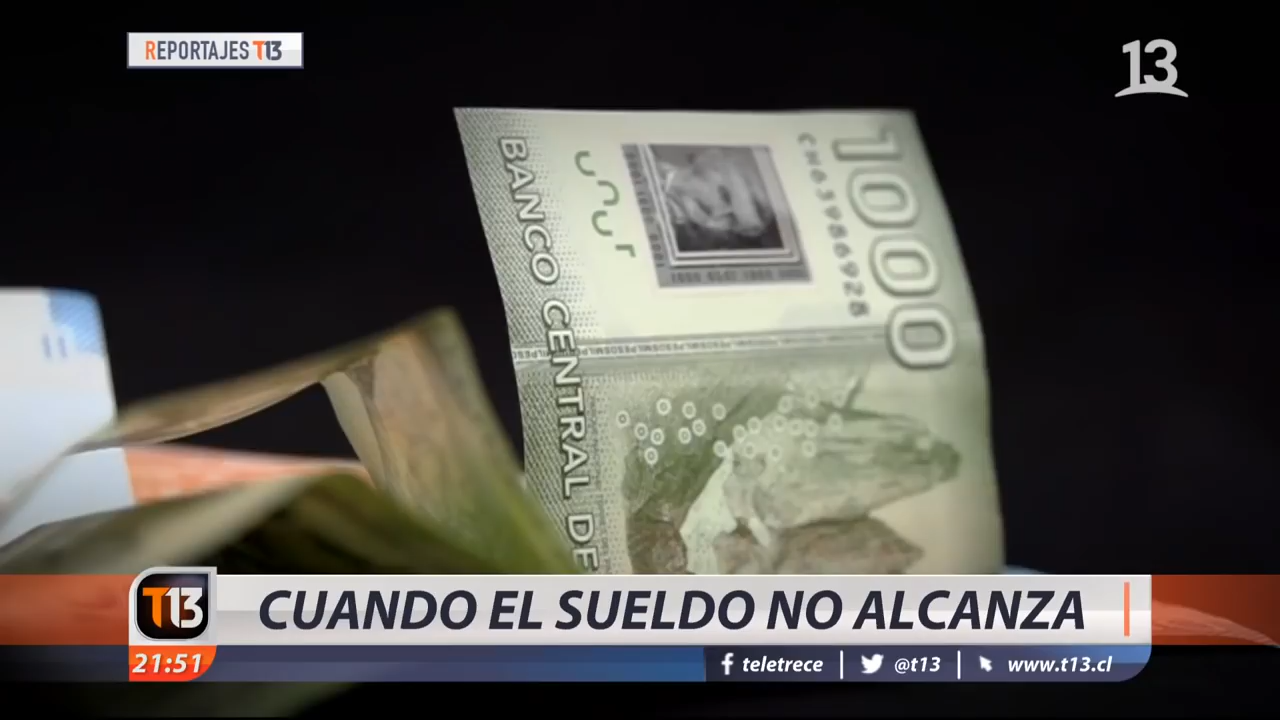 REPORTAJES T13
13
1000
CH63986928
BANCO CENTRAL DE
T13
CUANDO EL SUELDO NO ALCANZA
21:51
teletrece
@t13
www.t13.cl